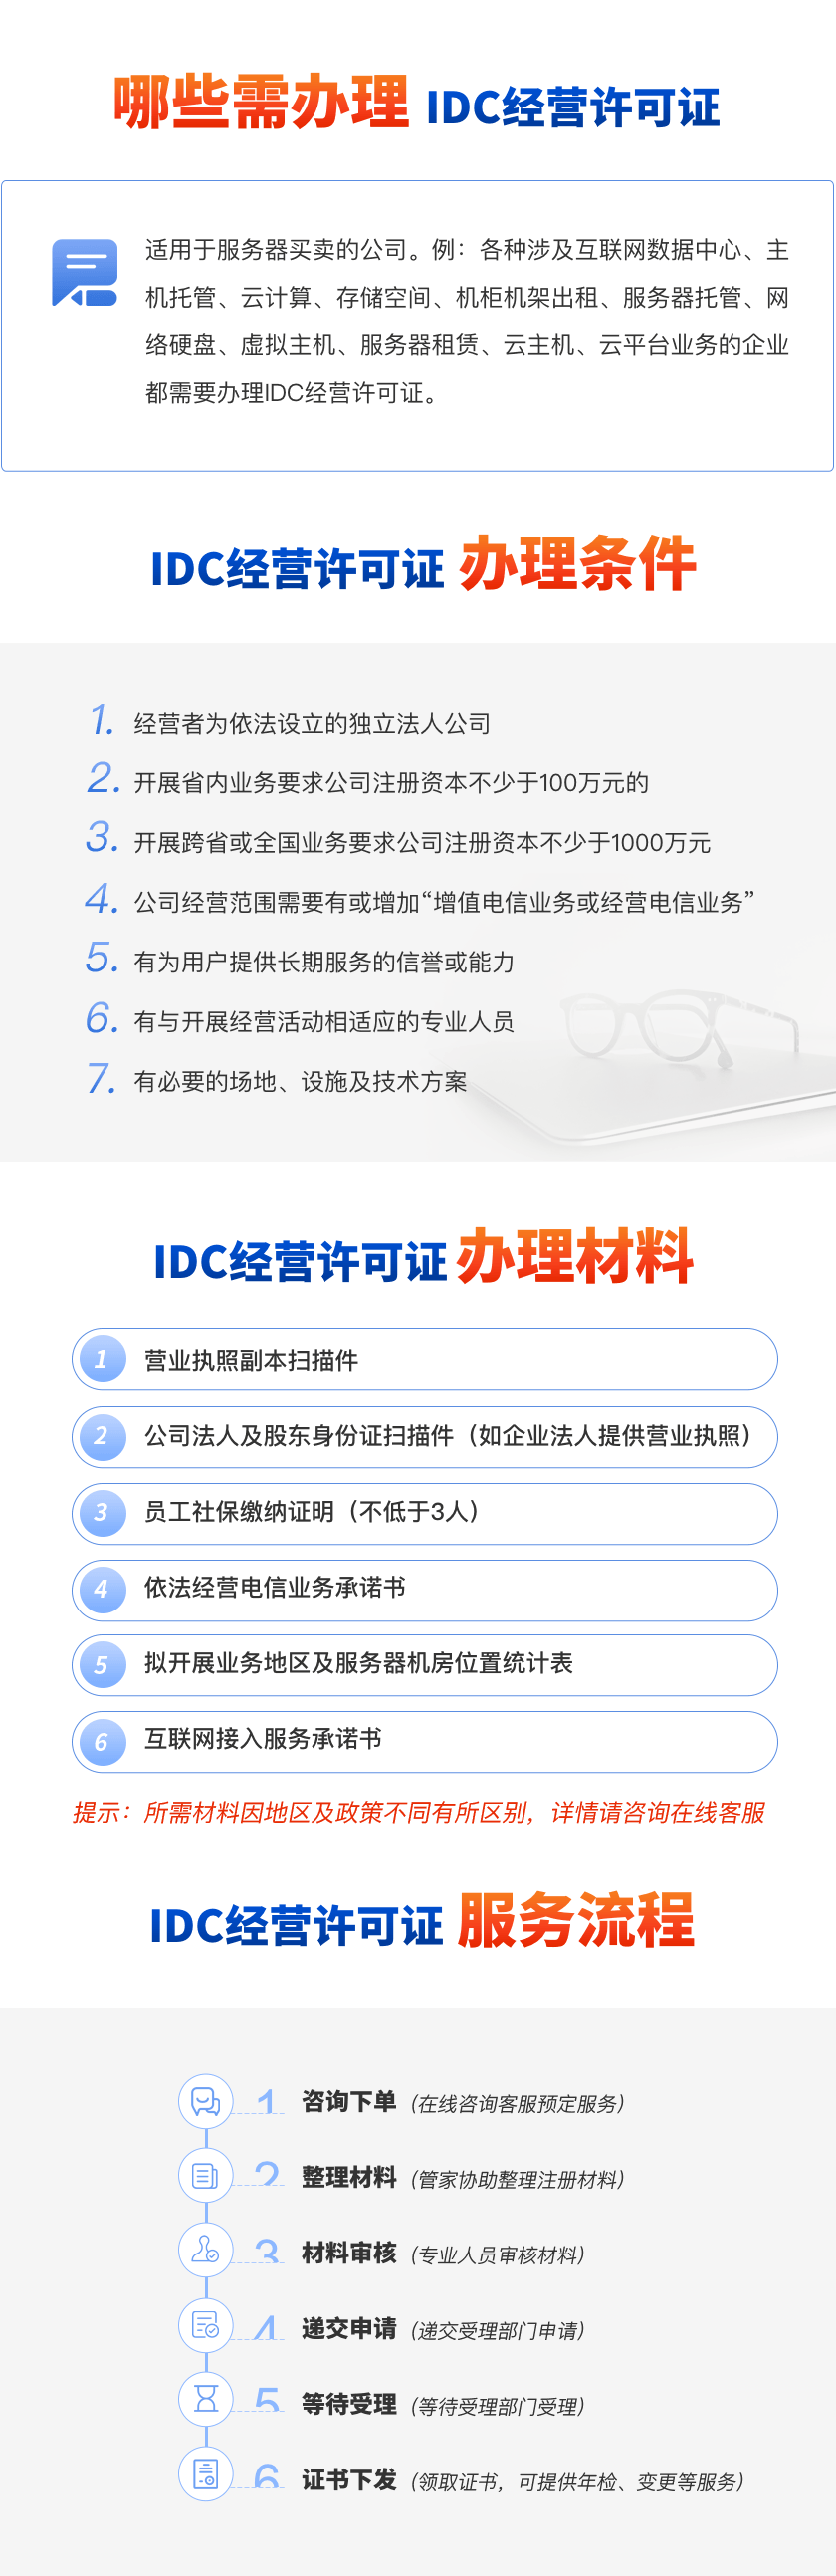 哪些需办理 IDC经营许可证
适用于服务器买卖的公司。例：各种涉及互联网数据中心、主
机托管、云计算、存储空间、机柜机架出租、服务器托管、网
络硬盘、虚拟主机、服务器租赁、云主机、云平台业务的企业
都需要办理IDC经营许可证。
IDC经营许可证 办理条件
1. 经营者为依法设立的独立法人公司
2. 开展省内业务要求公司注册资本不少于100万元的
3. 开展跨省或全国业务要求公司注册资本不少于1000万元
4. 公司经营范围需要有或增加“增值电信业务或经营电信业务”
5. 有为用户提供长期服务的信誉或能力
6. 有与开展经营活动相适应的专业人员
7. 有必要的场地、设施及技术方案
IDC经营许可证 办理材料
1 营业执照副本扫描件
2 公司法人及股东身份证扫描件（如企业法人提供营业执照）
3 员工社保缴纳证明（不低于3人）
4 依法经营电信业务承诺书
5 拟开展业务地区及服务器机房位置统计表
6 互联网接入服务承诺书
提示：所需材料因地区及政策不同有所区别，详情请咨询在线客服
IDC经营许可证 服务流程
1 咨询下单（在线咨询客服预定服务）
2 整理材料（管家协助整理注册材料）
3 材料审核（专业人员审核材料）
4 递交申请（递交受理部门申请）
5 等待受理（等待受理部门受理）
6 证书下发（领取证书，可提供年检、变更等服务）